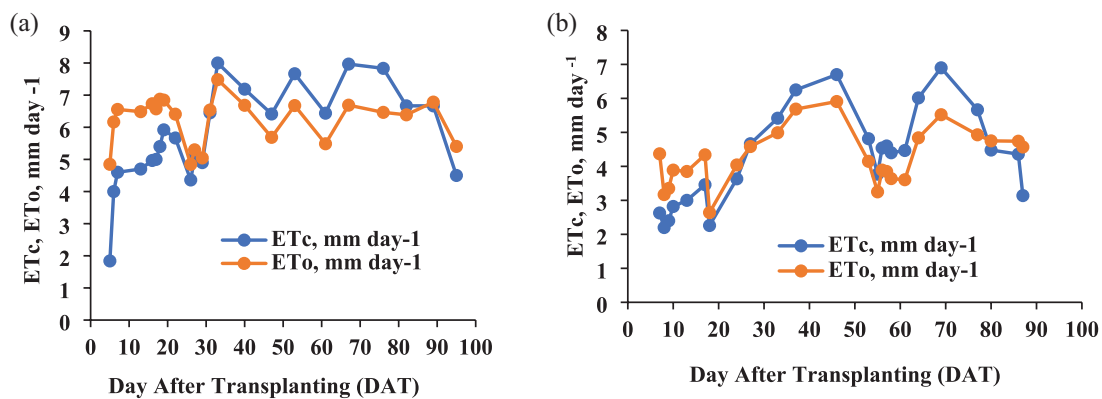 (a)
ETc, ETo, mm day -1
9
8
7
6
5
4
3
2
1
0
0 10 20 30 40 50 60 70 80 90 100
ETc, mm day-1
ETo, mm day-1
Day After Transplanting (DAT)
(b)
ETc, ETo, mm day -1
8
7
6
5
4
3
2
1
0
0 10 20 30 40 50 60 70 80 90 100
ETc, mm day-1
ETo, mm day-1
Day After Transplanting (DAT)